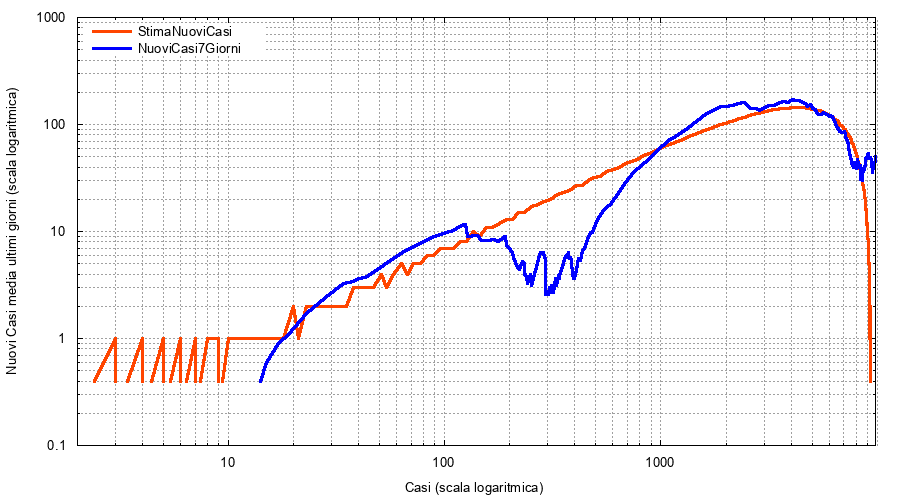 1000
StimaNuoviCasi
NuoviCasi7Giorni
100
10
1
0.1
Nuovi Casi media ultimi giorni (scala logaritmica)
10 100 1000
Casi (scala logaritmica)